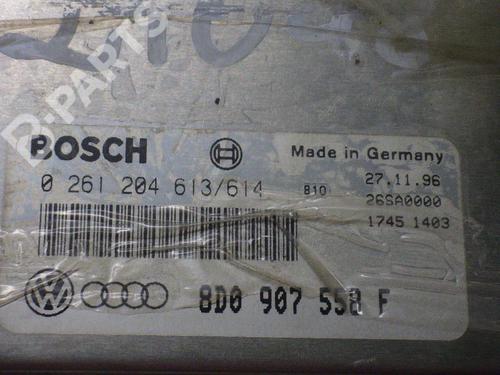 B-PARTS
BOSCH
Made in Germany
0 261 204 613/614
810
27.11.96
26SA0000
1745 1403
8D0 907 558 F